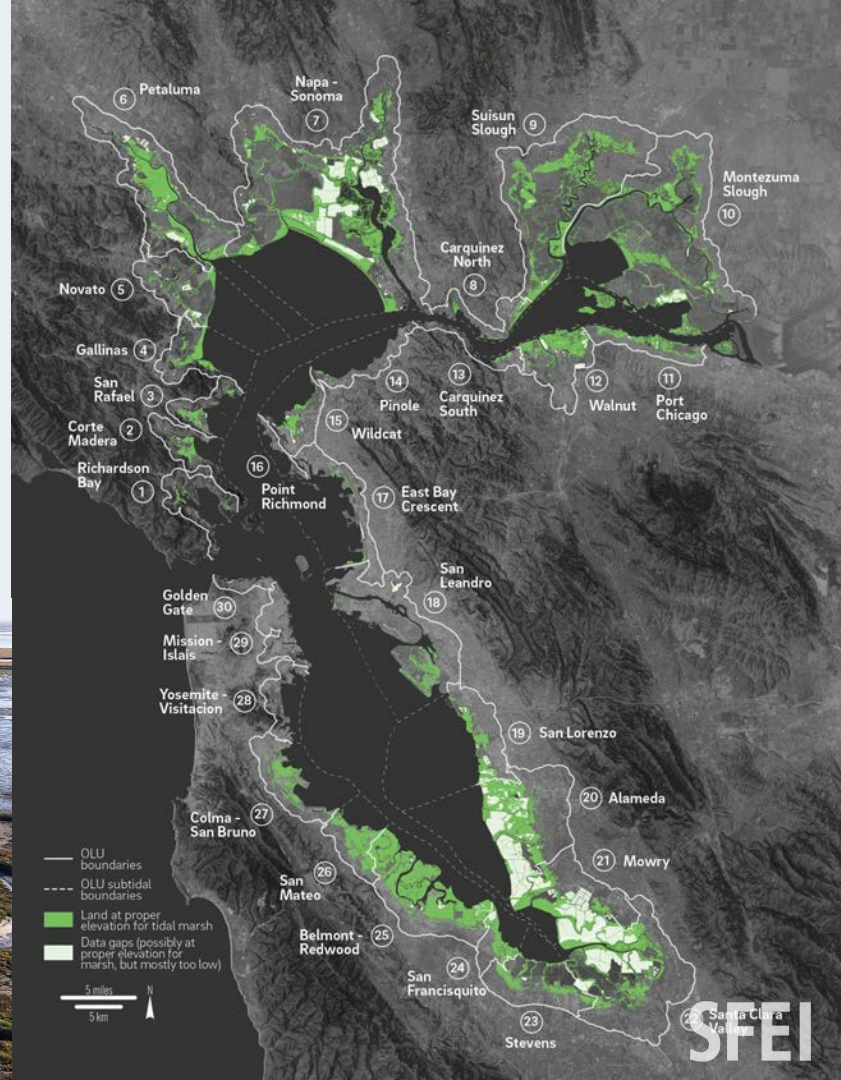 6 Petaluma
Napa -
Sonoma
7
Suisun
Slough 9
Montezuma
Slough
10
Carquinez
North
8
Novato 5
Gallinas 4
San
Rafael 3
Corte
Madera 2
Richardson
Bay 1
14
Pinole
13
Carquinez
South
12
Walnut
11
Port
Chicago
15
Wildcat
16
Point
Richmond
17 East Bay
Crescent
San
Leandro
18
Golden
Gate 30
Mission -
Islais 29
Yosemite -
Visitacion 28
19 San Lorenzo
20 Alameda
21 Mowry
27
Colma -
San Bruno
26
San
Mateo
25
Belmont -
Redwood
24
San
Francisquito
23
Stevens
22 Santa Clara
Valley
OLU
boundaries
OLU subtidal
boundaries
Land at proper
elevation for tidal marsh
Data gaps (possibly at
proper elevation for
marsh, but mostly too low)
5 miles
5 km
N
SFEI